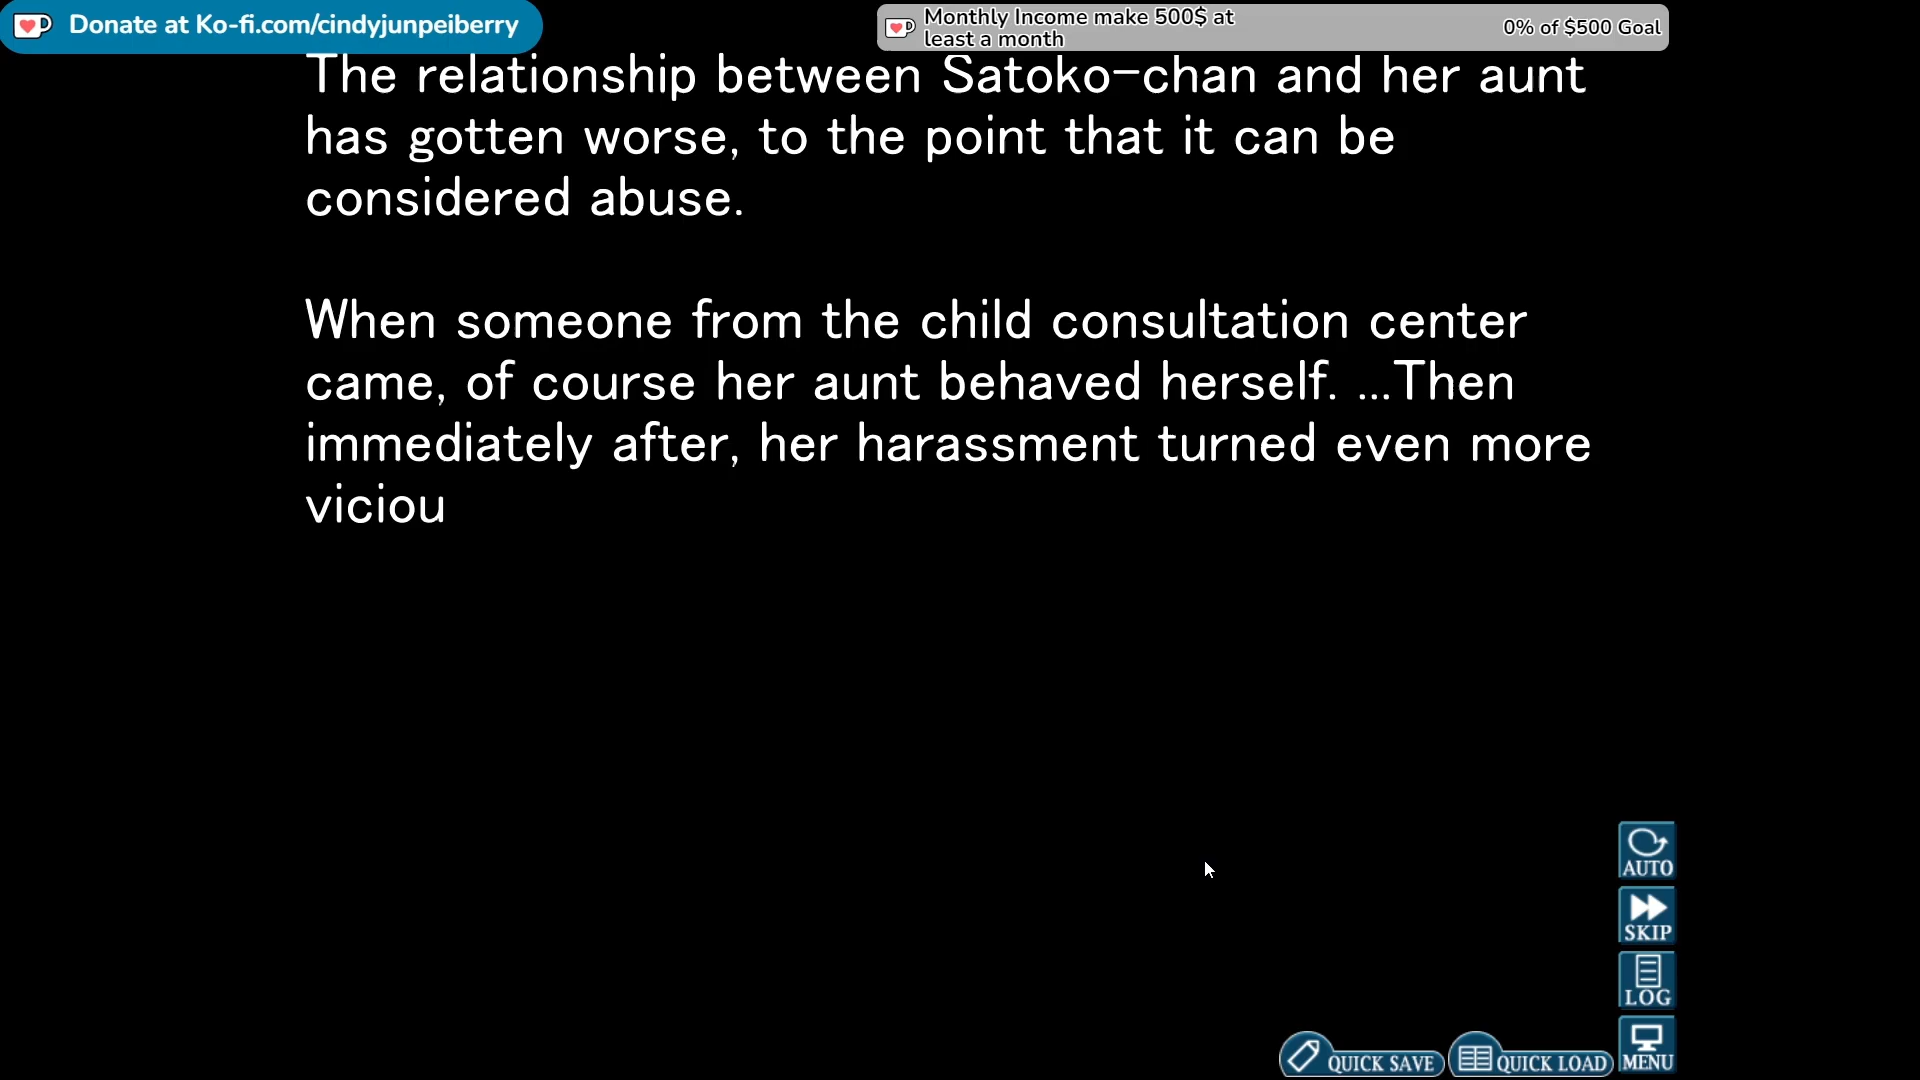 Donate at Ko-fi.com/cindyjunpeiberry
Monthly Income make 500$ at
least a month
0% of $500 Goal
The relationship between Satoko-chan and her aunt
has gotten worse, to the point that it can be
considered abuse.
When someone from the child consultation center
came, of course her aunt behaved herself. ...Then
immediately after, her harassment turned even more
viciou
AUTO
SKIP
LOG
MENU
QUICK SAVE
QUICK LOAD